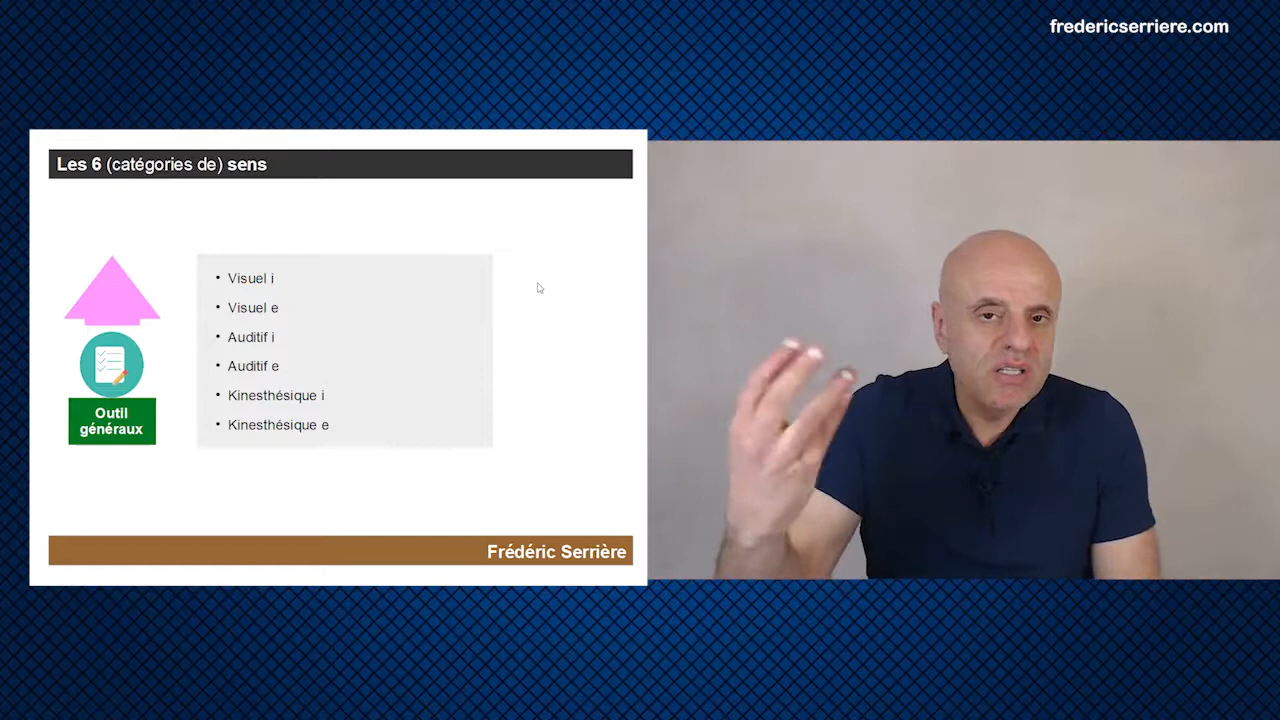 fredericserriere.com
Les 6 (catégories de) sens
• Visuel i
• Visuel e
• Auditif i
• Auditif e
• Kinesthésique i
• Kinesthésique e
Outil
généraux
Frédéric Serrière